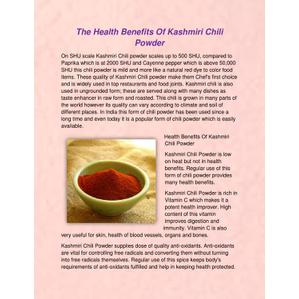 The Health Benefits Of Kashmiri Chili
Powder
On SHU scale Kashmiri Chili powder scales up to 500 SHU, compared to
Paprika which is at 2000 SHU and Cayenne pepper which is above 50,000
SHU this chili powder is mild and more like a natural red dye to color food
items. These quality of Kashmiri Chili powder make them Chef's first choice
and is widely used in top restaurants and food joints. Kashmiri chili is also
used in ungrounded form; these are served along with many dishes as
taste enhancer in raw form and roasted. This chili is grown in many parts of
the world however its quality can vary according to climate and soil of
different places. In India this form of chili powder has been used since a
long time and even today it is a popular form of chili powder which is easily
available.
Health Benefits Of Kashmiri
Chili Powder
Kashmiri Chili Powder is low
on heat but not in health
benefits. Regular use of this
form of chili powder provides
many health benefits.
Kashmiri Chili Powder is rich in
Vitamin C which makes it a
potent health improver. High
content of this vitamin
improves digestion and
immunity. Vitamin C is also
very useful for skin, health of blood vessels, organs and bones.
Kashmiri Chili Powder supplies dose of quality anti-oxidants. Anti-oxidants
are vital for controlling free radicals and converting them without turning
into free radicals themselves. Regular use of this spice keeps body's
requirements of anti-oxidants fulfilled and help in keeping health protected.